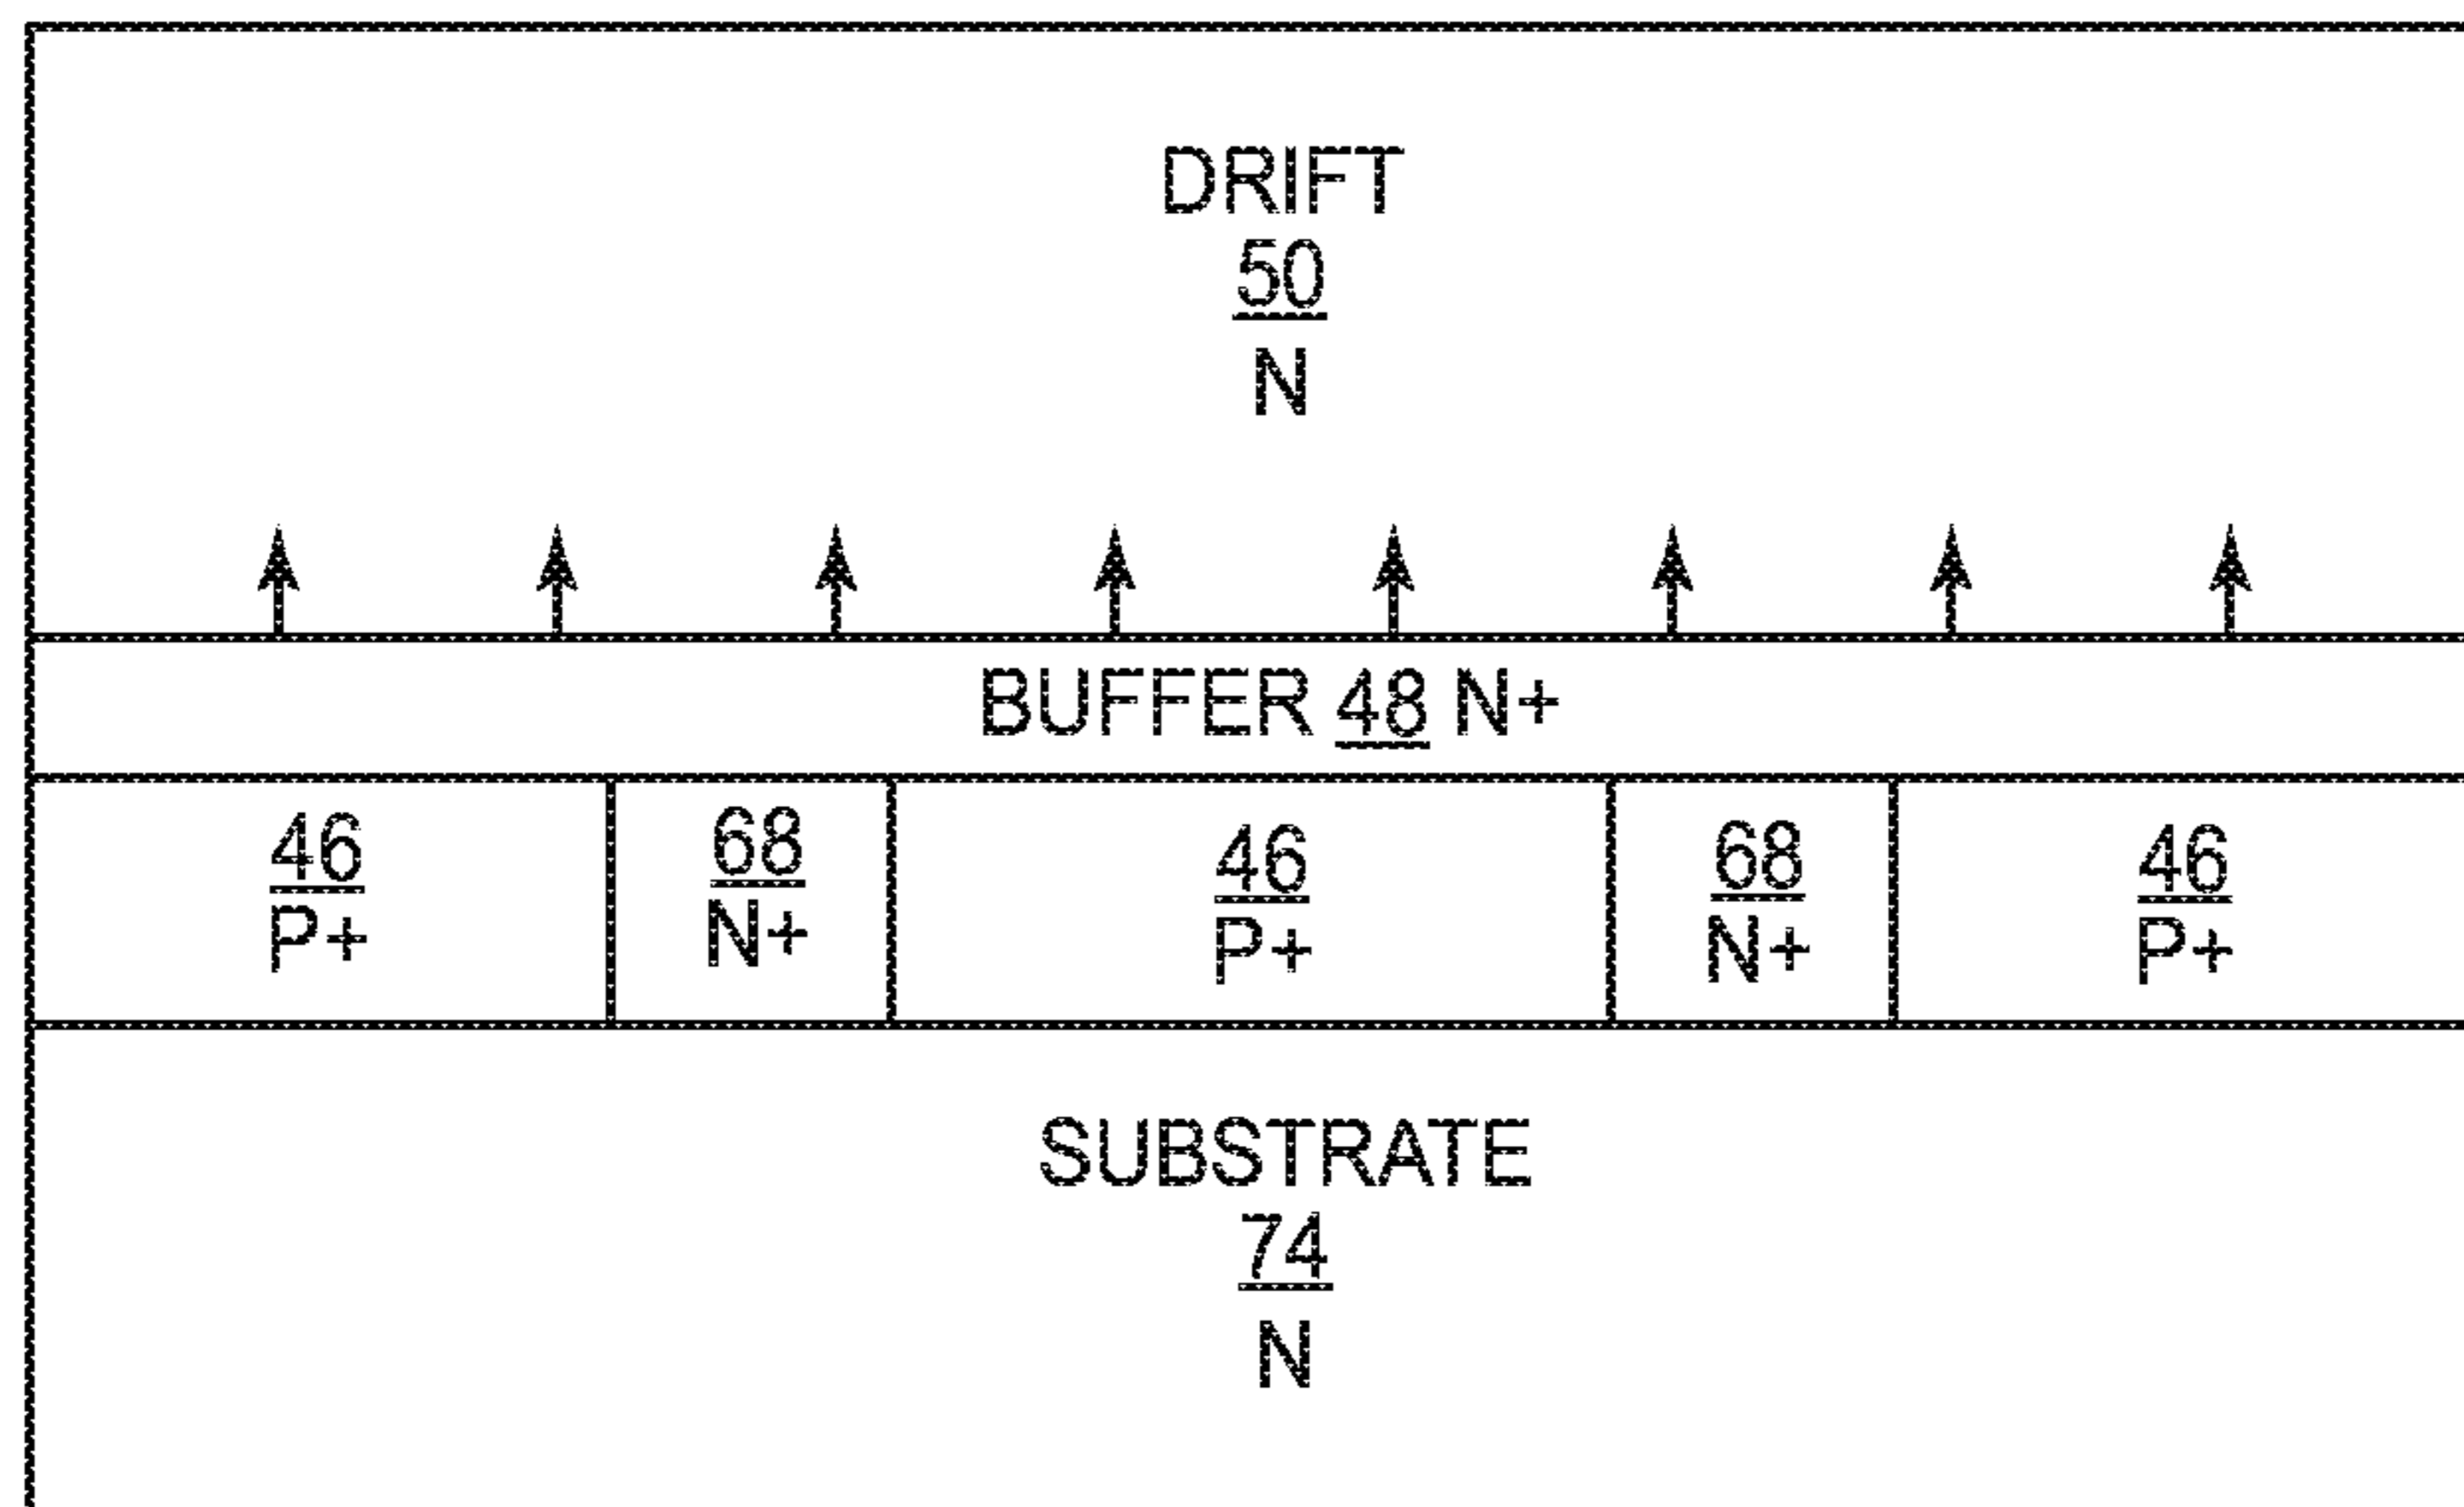 DRIFT
50
N
BUFFER 48 N+
46 68 46 68 46
P+ N+ P+ N+ P+
SUBSTRATE
74
N